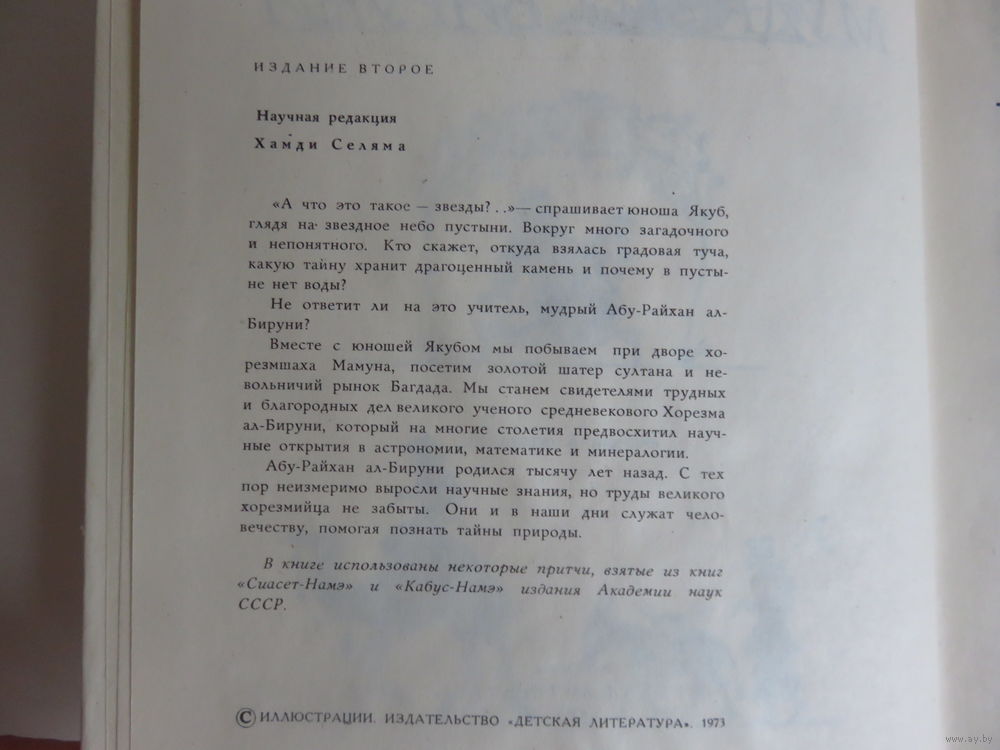 ИЗДАНИЕ ВТОРОЕ
Научная редакция
Хамди Селяма
«А что это такое — звезды? . .»— спрашивает юноша Якуб,
глядя на звездное небо пустыни. Вокруг много загадочного
и непонятного. Кто скажет, откуда взялась градовая туча,
какую тайну хранит драгоценный камень и почему в пусты-
не нет воды?
Не ответит ли на это учитель, мудрый Абу-Райхан ал-
Бируни?
Вместе с юношей Якубом мы побываем при дворе хо-
резмшаха Мамуна, посетим золотой шатер султана и не-
вольничий рынок Багдада. Мы станем свидетелями трудных
и благородных дел великого ученого средневекового Хорезма
ал-Бируни, который на многие столетия предвосхитил науч-
ные открытия в астрономии, математике и минералогии.
Абу-Райхан ал-Бируни родился тысячу лет назад. С тех
пор неизмеримо выросли научные знания, но труды великого
хорезмийца не забыты. Они и в наши дни служат чело-
вечеству, помогая познать тайны природы.
В книге использованы некоторые притчи, взятые из книг
«Сиасет-Намэ» и «Кабус-Намэ» издания Академии наук
СССР.
© ИЛЛЮСТРАЦИИ. ИЗДАТЕЛЬСТВО «ДЕТСКАЯ ЛИТЕРАТУРА». 1973
www.ay.by